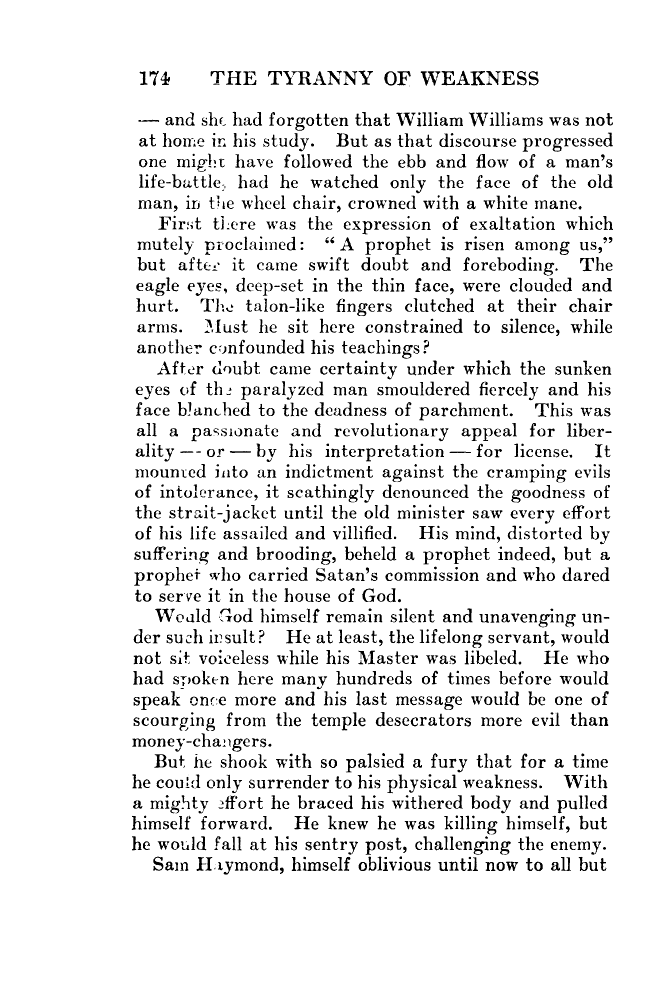 174 THE TYRANNY OF WEAKNESS
— and she had forgotten that William Williams was not
at home in his study. But as that discourse progressed
one might have followed the ebb and flow of a man's
life-battle, had he watched only the face of the old
man, in the wheel chair, crowned with a white mane.
First there was the expression of exaltation which
mutely proclaimed: "A prophet is risen among us,"
but after it came swift doubt and foreboding. The
eagle eyes, deep-set in the thin face, were clouded and
hurt. The talon-like fingers clutched at their chair
arms. Must he sit here constrained to silence, while
another confounded his teachings?
After doubt came certainty under which the sunken
eyes of the paralyzed man smouldered fiercely and his
face blanched to the deadness of parchment. This was
all a passionate and revolutionary appeal for liber-
ality — or — by his interpretation — for license. It
mounted into an indictment against the cramping evils
of intolerance, it scathingly denounced the goodness of
the strait-jacket until the old minister saw every effort
of his life assailed and villified. His mind, distorted by
suffering and brooding, beheld a prophet indeed, but a
prophet who carried Satan's commission and who dared
to serve it in the house of God.
Would God himself remain silent and unavenging un-
der such insult? He at least, the lifelong servant, would
not sit voiceless while his Master was libeled. He who
had spoken here many hundreds of times before would
speak once more and his last message would be one of
scourging from the temple desecrators more evil than
money-changers.
But he shook with so palsied a fury that for a time
he could only surrender to his physical weakness. With
a mighty effort he braced his withered body and pulled
himself forward. He knew he was killing himself, but
he would fall at his sentry post, challenging the enemy.
Sam Haymond, himself oblivious until now to all but